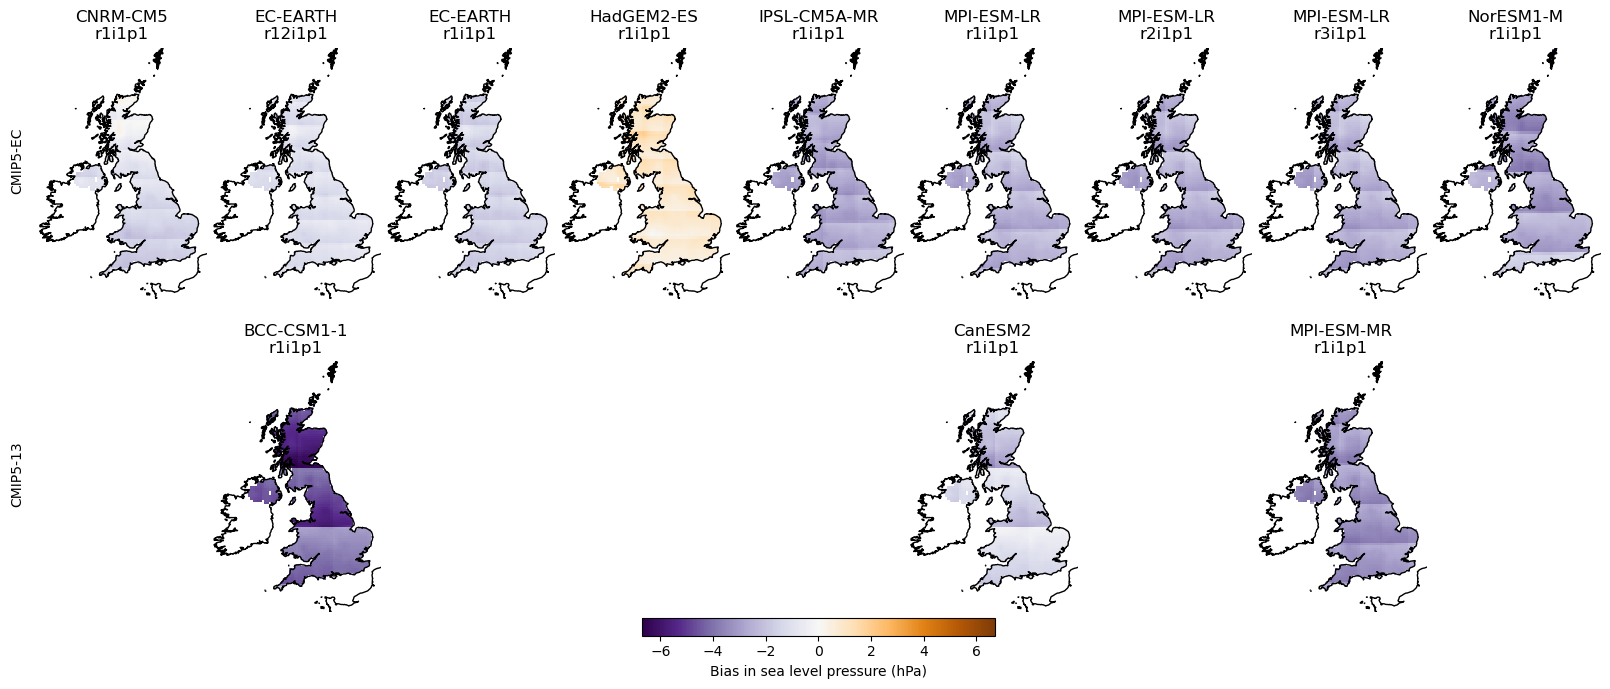 CNRM-CM5
r1i1p1
EC-EARTH
r12i1p1
EC-EARTH
r1i1p1
HadGEM2-ES
r1i1p1
IPSL-CM5A-MR
r1i1p1
MPI-ESM-LR
r1i1p1
MPI-ESM-LR
r2i1p1
MPI-ESM-LR
r3i1p1
NorESM1-M
r1i1p1
CMIP5-EC
BCC-CSM1-1
r1i1p1
CanESM2
r1i1p1
MPI-ESM-MR
r1i1p1
CMIP5-13
−6 −4 −2 0 2 4 6
Bias in sea level pressure (hPa)